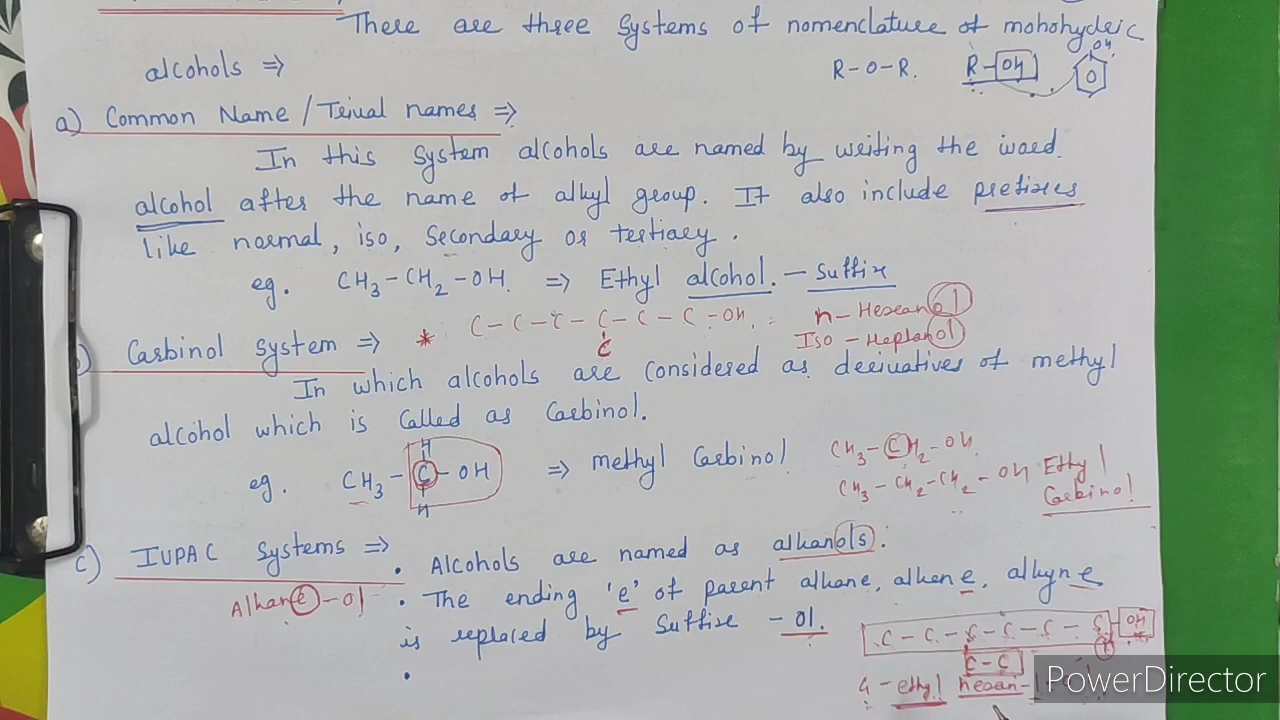 There are three Systems of nomenclature of monohydric
alcohols ⇒ R-O-R. R-OH OH
a) Common Name / Trivial names ⇒
In this System alcohols are named by writing the word
alcohol after the name of alkyl group. It also include prefixes
like normal, iso, Secondary or tertiary.
eg. CH3-CH2-OH. ⇒ Ethyl alcohol. - Suffix
* C-C-C-C-C-C-OH. : n-Hexanol
C Iso-Heptanol
b) Carbinol System ⇒
In which alcohols are Considered as derivatives of methyl
alcohol which is Called as Carbinol.
H
eg. CH3-C-OH ⇒ methyl Carbinol CH3-CH2-OH
H
CH3-CH2-CH2-OH Ethyl
Carbinol
c) IUPAC Systems ⇒ . Alcohols are named as alkanols.
Alkane-ol . The ending 'e' of parent alkane, alkene, alkyne
is replaced by Suffix -ol. C-C-C-C-C-C-OH
. C-C 1
4-ethyl hexan-1
PowerDirector